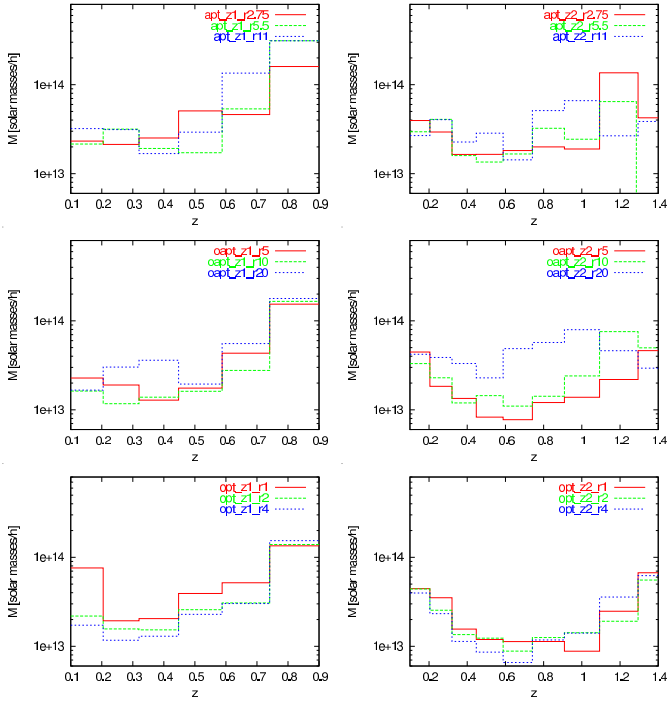 apt_z1_r2.75
apt_z1_r5.5
apt_z1_r11
M [solar masses/h]
1e+14
1e+13
0.1 0.2 0.3 0.4 0.5 0.6 0.7 0.8 0.9
z
apt_z2_r2.75
apt_z2_r5.5
apt_z2_r11
M [solar masses/h]
1e+14
1e+13
0.2 0.4 0.6 0.8 1 1.2 1.4
z
oapt_z1_r5
oapt_z1_r10
oapt_z1_r20
M [solar masses/h]
1e+14
1e+13
0.1 0.2 0.3 0.4 0.5 0.6 0.7 0.8 0.9
z
oapt_z2_r5
oapt_z2_r10
oapt_z2_r20
M [solar masses/h]
1e+14
1e+13
0.2 0.4 0.6 0.8 1 1.2 1.4
z
opt_z1_r1
opt_z1_r2
opt_z1_r4
M [solar masses/h]
1e+14
1e+13
0.1 0.2 0.3 0.4 0.5 0.6 0.7 0.8 0.9
z
opt_z2_r1
opt_z2_r2
opt_z2_r4
M [solar masses/h]
1e+14
1e+13
0.2 0.4 0.6 0.8 1 1.2 1.4
z